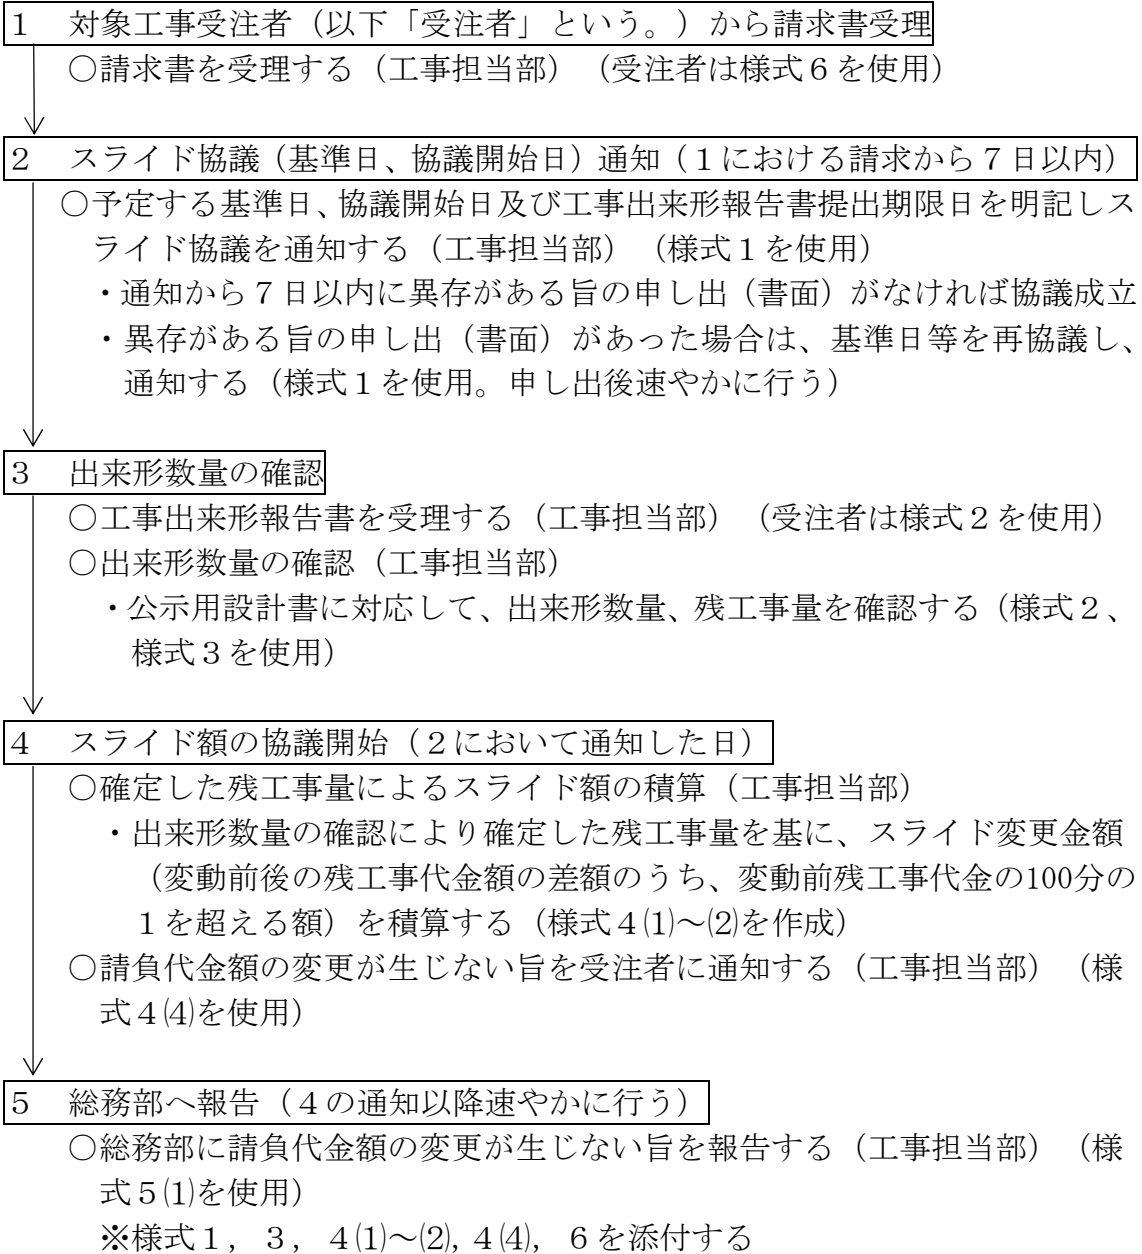 １　対象工事受注者（以下「受注者」という。）から請求書受理
○請求書を受理する（工事担当部）（受注者は様式６を使用）
２　スライド協議（基準日、協議開始日）通知（１における請求から７日以内）
○予定する基準日、協議開始日及び工事出来形報告書提出期限日を明記しス
ライド協議を通知する（工事担当部）（様式１を使用）
・通知から７日以内に異存がある旨の申し出（書面）がなければ協議成立
・異存がある旨の申し出（書面）があった場合は、基準日等を再協議し、
通知する（様式１を使用。申し出後速やかに行う）
３　出来形数量の確認
○工事出来形報告書を受理する（工事担当部）（受注者は様式２を使用）
○出来形数量の確認（工事担当部）
・公示用設計書に対応して、出来形数量、残工事量を確認する（様式２、
様式３を使用）
４　スライド額の協議開始（２において通知した日）
○確定した残工事量によるスライド額の積算（工事担当部）
・出来形数量の確認により確定した残工事量を基に、スライド変更金額
（変動前後の残工事代金額の差額のうち、変動前残工事代金の100分の
１を超える額）を積算する（様式４⑴～⑵を作成）
○請負代金額の変更が生じない旨を受注者に通知する（工事担当部）（様
式４⑷を使用）
５　総務部へ報告（４の通知以降速やかに行う）
○総務部に請負代金額の変更が生じない旨を報告する（工事担当部）（様
式５⑴を使用）
※様式１，３，４⑴～⑵, ４⑷，６を添付する